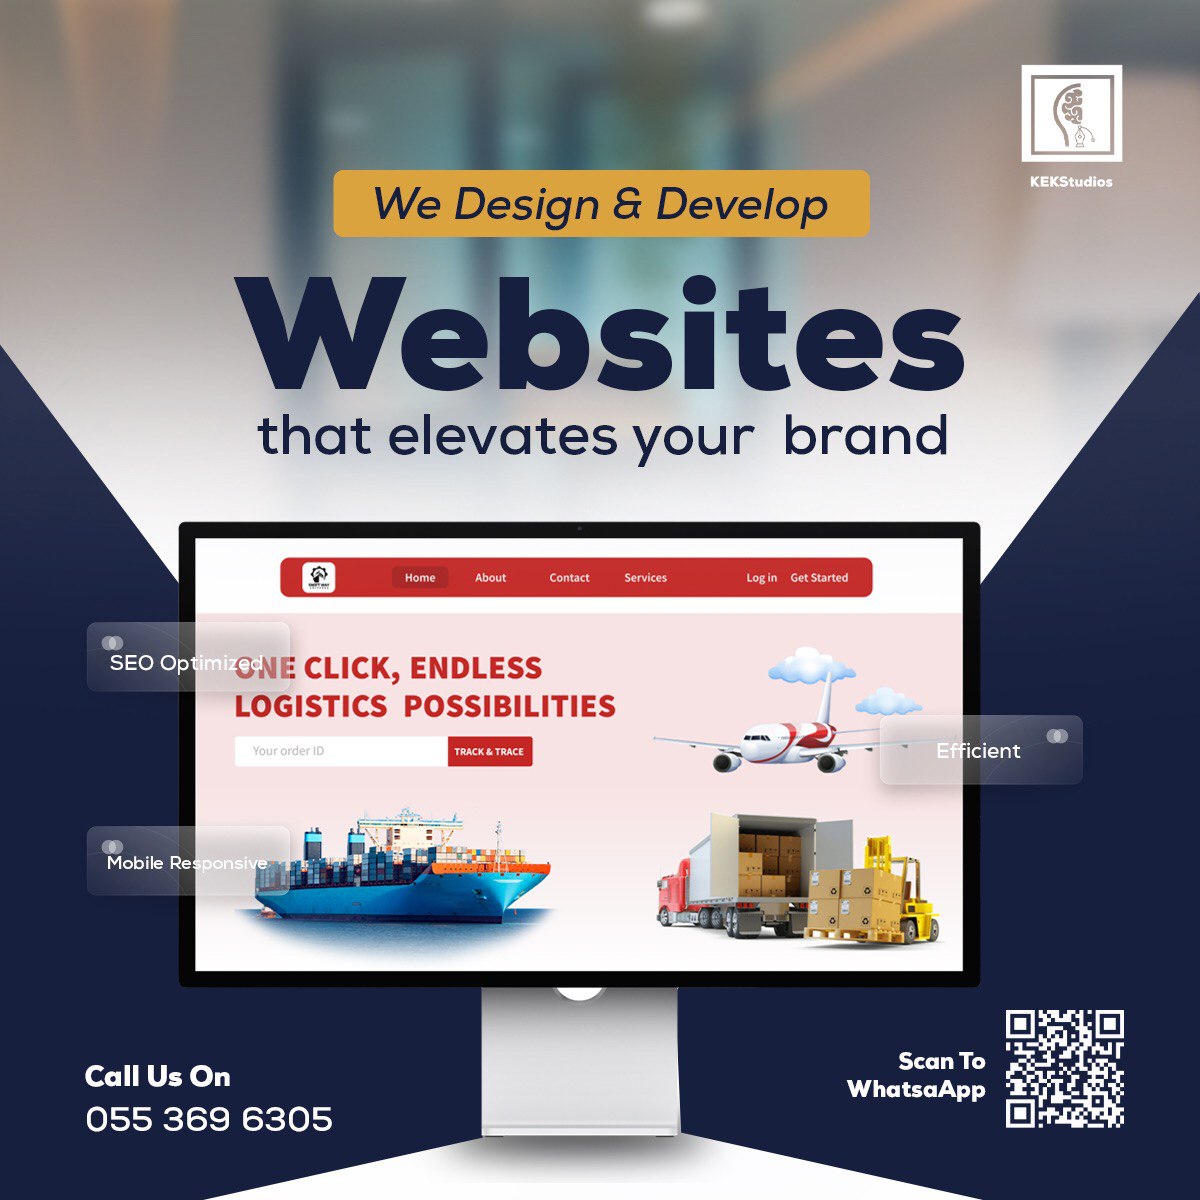 KEKStudios
We Design & Develop
Websites
that elevates your brand
Home About Contact Services Log in Get Started
SEO Optimized
ONE CLICK, ENDLESS
LOGISTICS POSSIBILITIES
Your order ID TRACK & TRACE
Efficient
Mobile Responsive
Call Us On
055 369 6305
Scan To
WhatsaApp